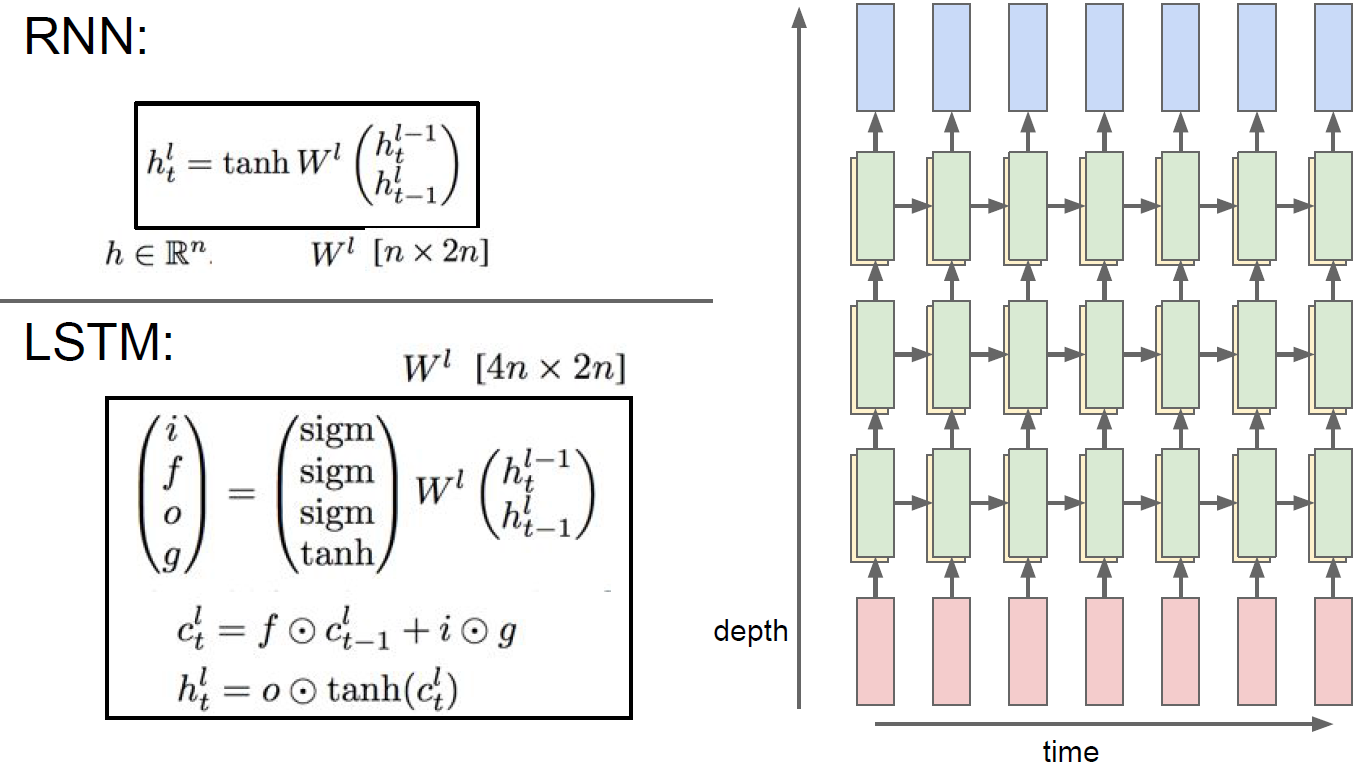 RNN:
h_t^l = tanh W^l (h_t^{l-1} h_{t-1}^l)
h ∈ ℝ^n. W^l [n × 2n]
LSTM:
W^l [4n × 2n]
(i f o g) = (sigm sigm sigm tanh) W^l (h_t^{l-1} h_{t-1}^l)
c_t^l = f ⊙ c_{t-1}^l + i ⊙ g
h_t^l = o ⊙ tanh(c_t^l)
depth
time